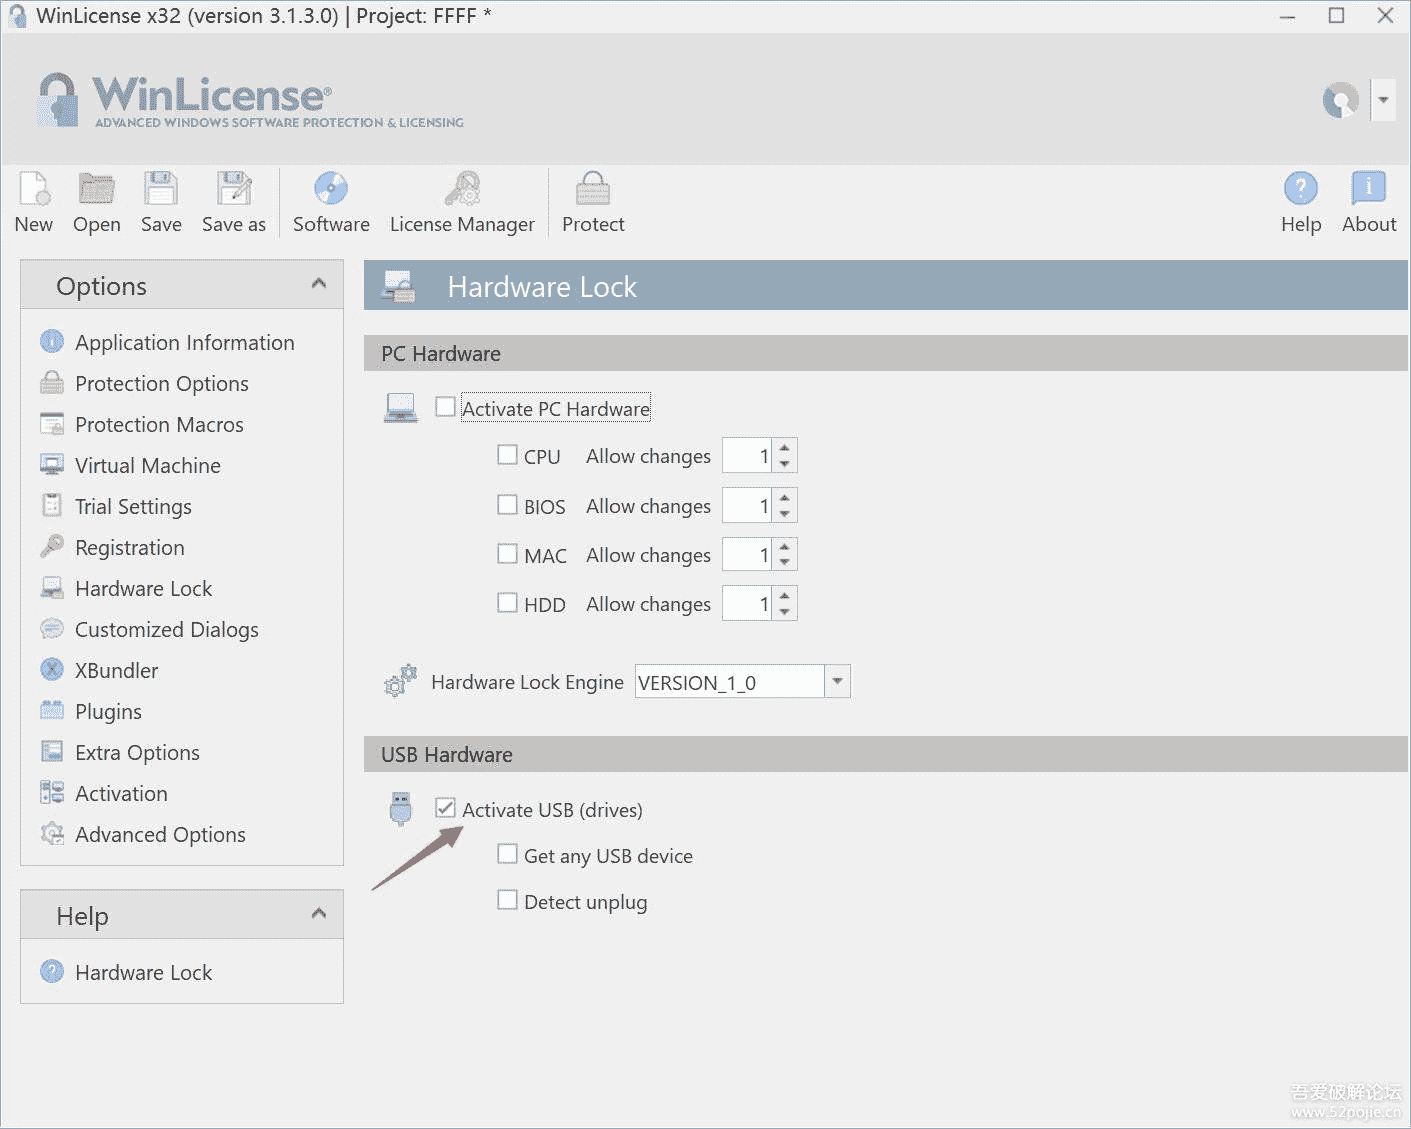 WinLicense x32 (version 3.1.3.0) | Project: FFFF *
WinLicense®
ADVANCED WINDOWS SOFTWARE PROTECTION & LICENSING
New Open Save Save as Software License Manager Protect Help About
Options
Application Information
Protection Options
Protection Macros
Virtual Machine
Trial Settings
Registration
Hardware Lock
Customized Dialogs
XBundler
Plugins
Extra Options
Activation
Advanced Options
Help
Hardware Lock
Hardware Lock
PC Hardware
Activate PC Hardware
CPU Allow changes 1
BIOS Allow changes 1
MAC Allow changes 1
HDD Allow changes 1
Hardware Lock Engine VERSION_1_0
USB Hardware
Activate USB (drives)
Get any USB device
Detect unplug
吾爱破解论坛
www.52pojie.cn